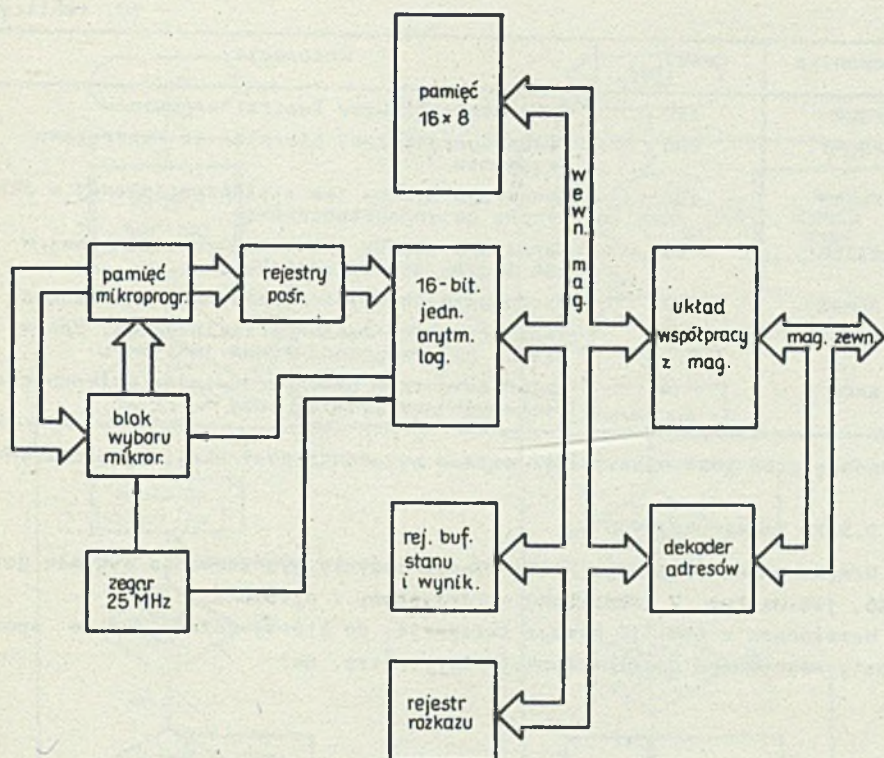 pamięć
16 × 8
wewn. mag.
pamięć
mikroprogr.
rejestry
pośr.
16-bit.
jedn.
arytm.
log.
układ
współpracy
z mag.
mag. zewn.
blok
wyboru
mikror.
zegar
25 MHz
rej. buf.
stanu
i wynik.
dekoder
adresów
rejestr
rozkazu